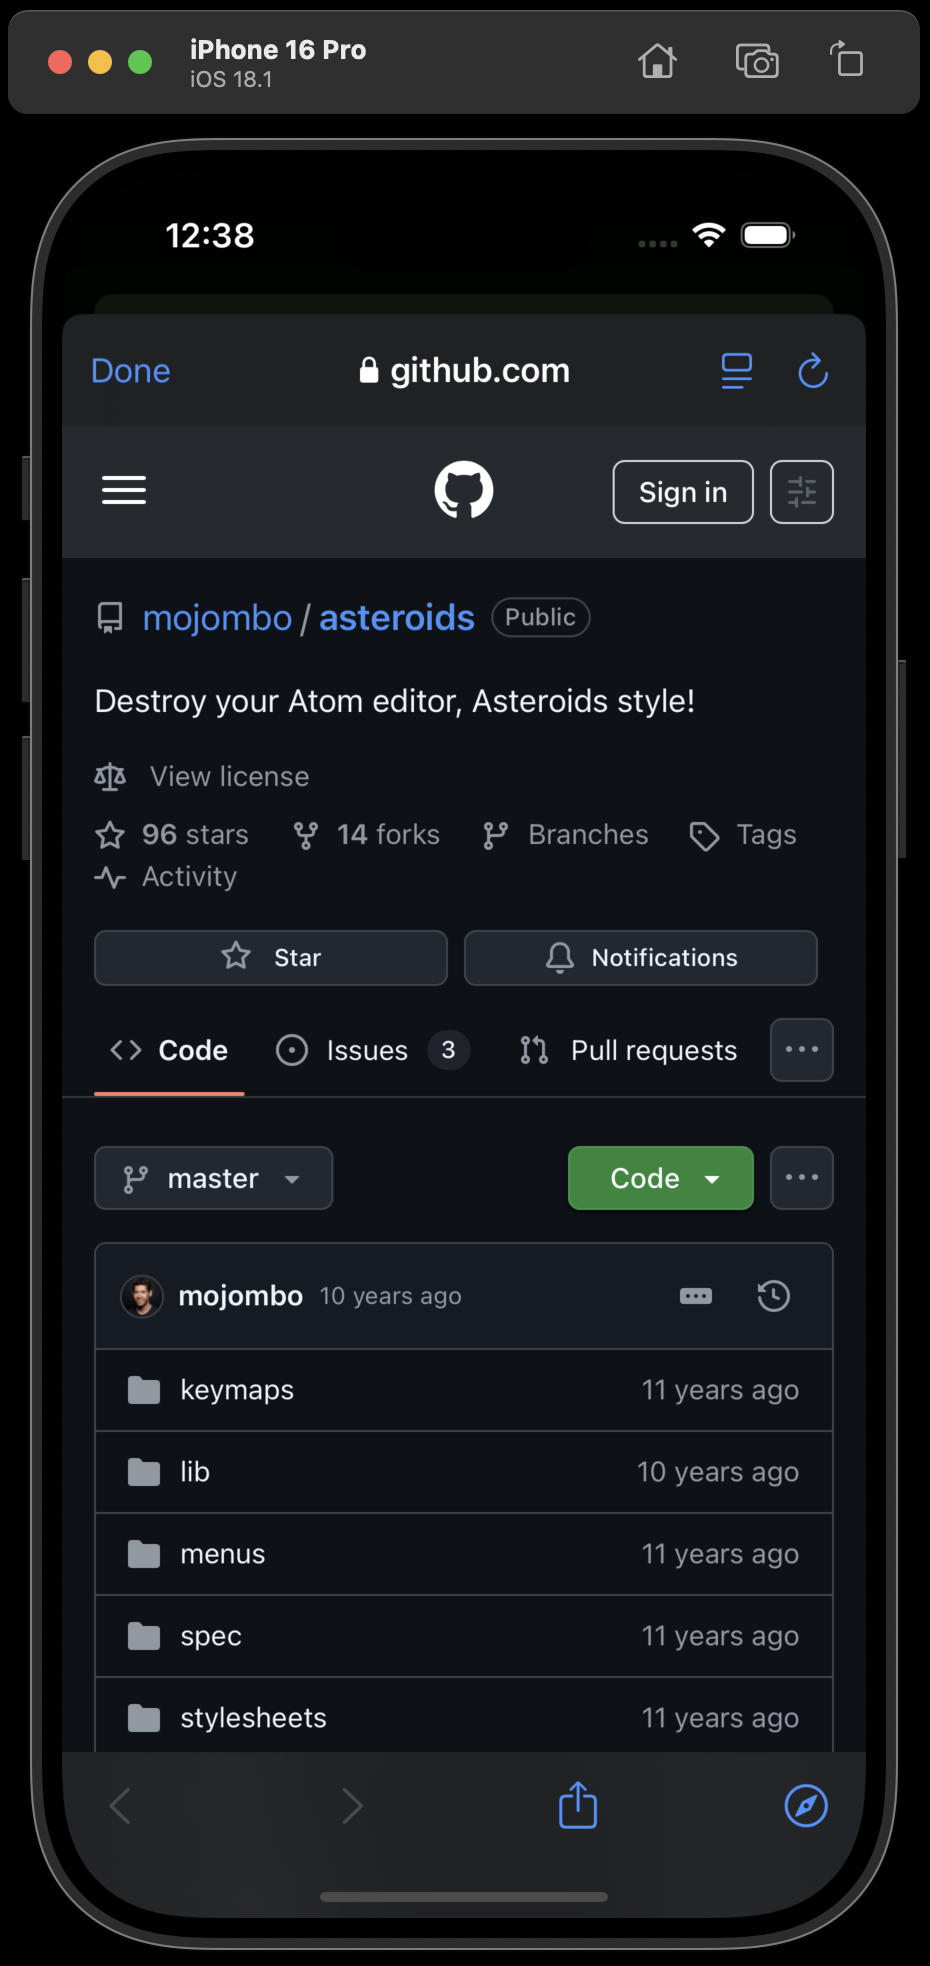 iPhone 16 Pro
iOS 18.1
12:38
Done
github.com
Sign in
mojombo / asteroids Public
Destroy your Atom editor, Asteroids style!
View license
96 stars 14 forks Branches Tags
Activity
Star Notifications
Code Issues 3 Pull requests
master Code
mojombo 10 years ago
keymaps 11 years ago
lib 10 years ago
menus 11 years ago
spec 11 years ago
stylesheets 11 years ago